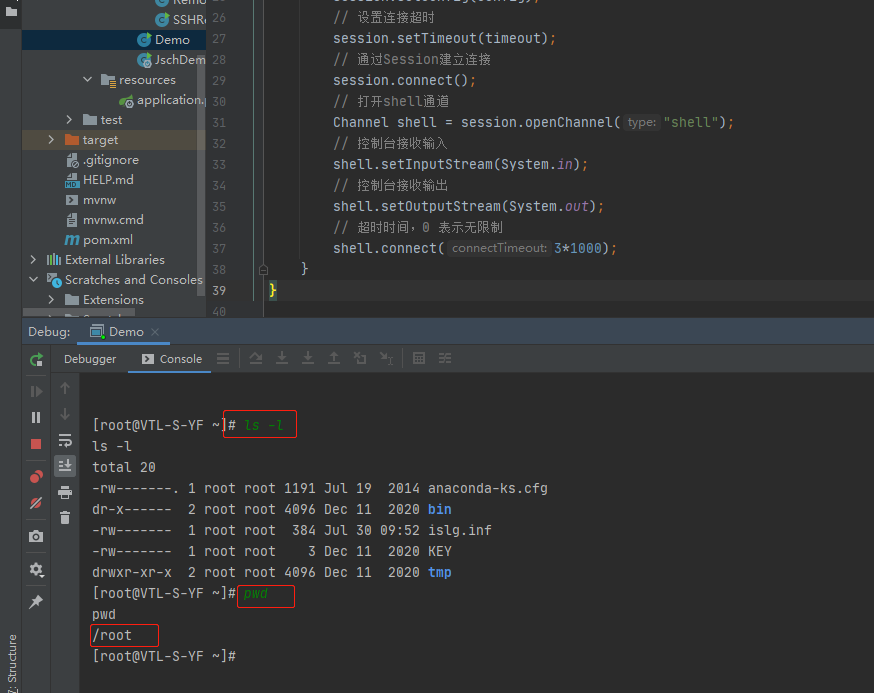 Remo
SSHRe
Demo
JschDem
resources
application.
test
target
.gitignore
HELP.md
mvnw
mvnw.cmd
pom.xml
External Libraries
Scratches and Consoles
Extensions
26 // 设置连接超时
27 session.setTimeout(timeout);
28 // 通过Session建立连接
29 session.connect();
30 // 打开shell通道
31 Channel shell = session.openChannel( type: "shell");
32 // 控制台接收输入
33 shell.setInputStream(System.in);
34 // 控制台接收输出
35 shell.setOutputStream(System.out);
36 // 超时时间，0 表示无限制
37 shell.connect( connectTimeout: 3*1000);
38 }
39 }
40
Debug: Demo
Debugger Console
[root@VTL-S-YF ~]# ls -l
ls -l
total 20
-rw-------. 1 root root 1191 Jul 19  2014 anaconda-ks.cfg
dr-x------  2 root root 4096 Dec 11  2020 bin
-rw-------  1 root root  384 Jul 30 09:52 islg.inf
-rw-------  1 root root    3 Dec 11  2020 KEY
drwxr-xr-x  2 root root 4096 Dec 11  2020 tmp
[root@VTL-S-YF ~]# pwd
pwd
/root
[root@VTL-S-YF ~]#
Z: Structure